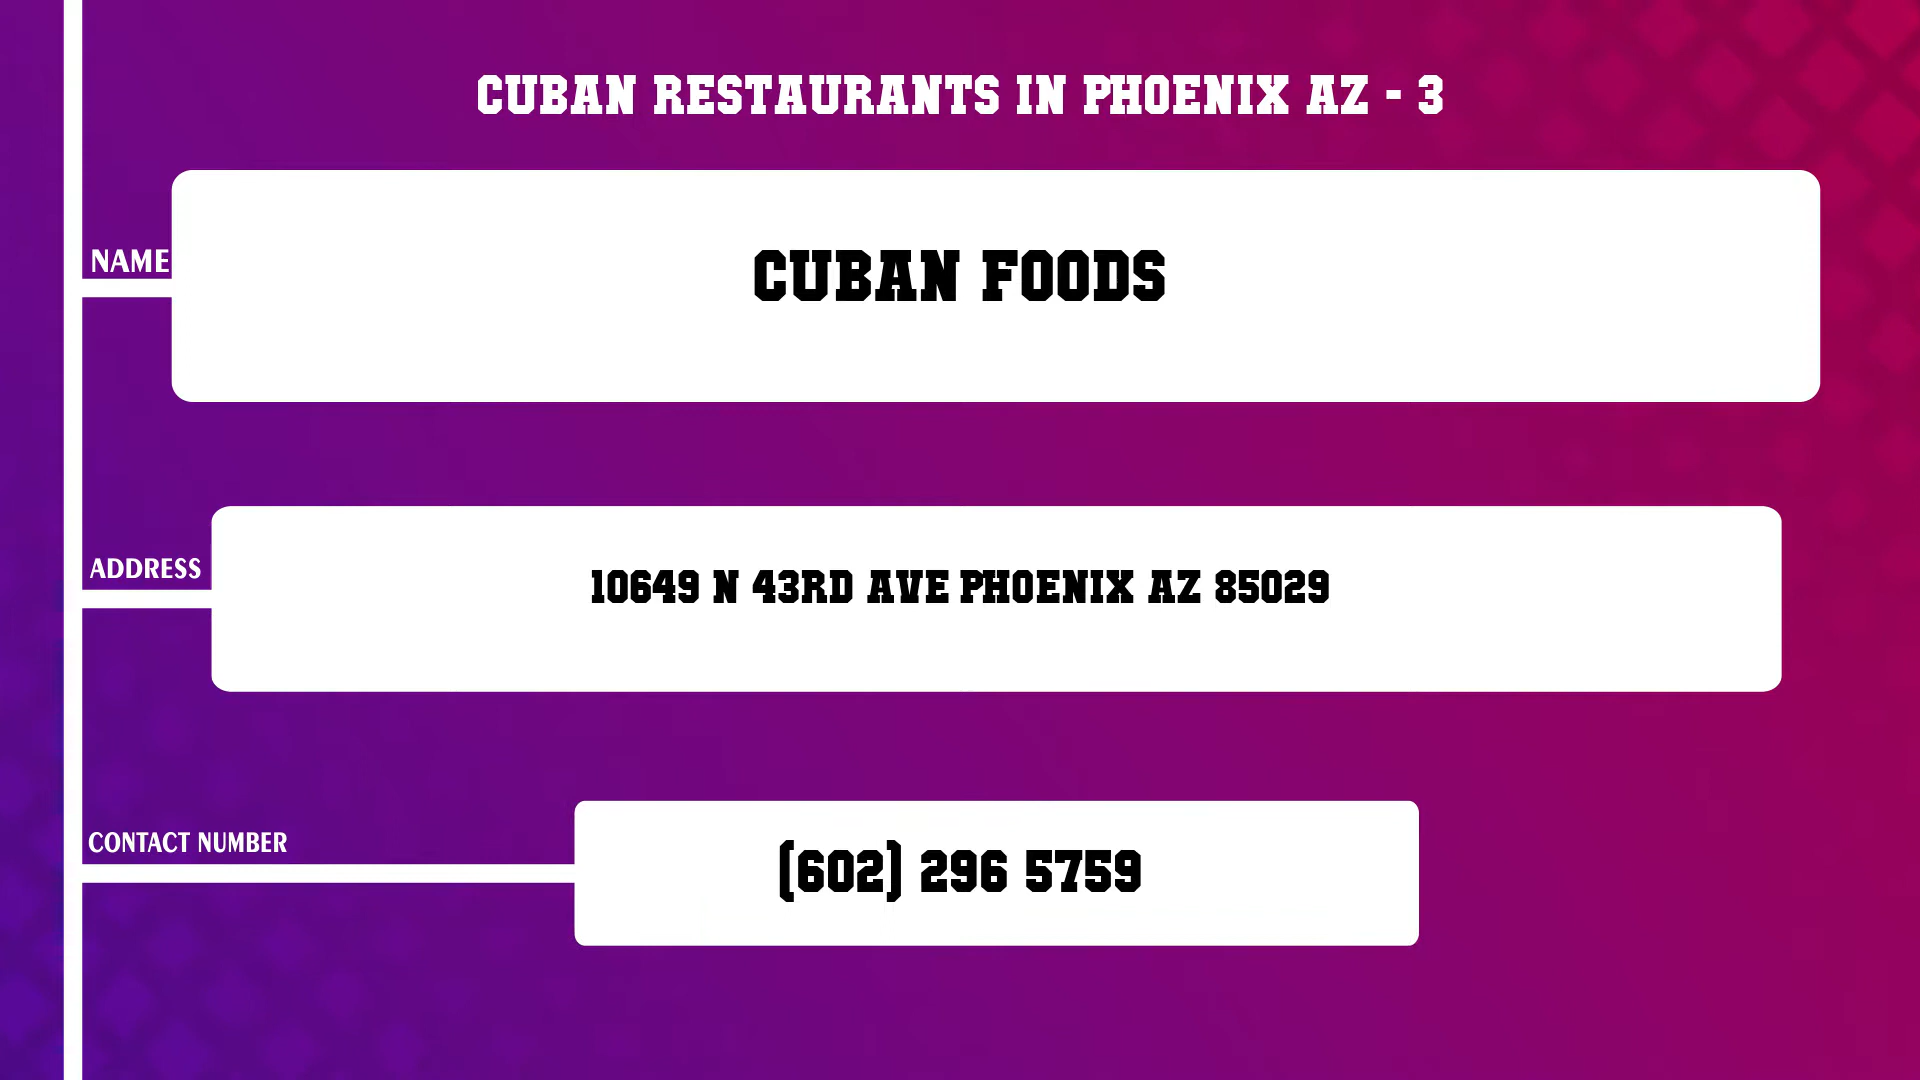 CUBAN RESTAURANTS IN PHOENIX AZ - 3
NAME
CUBAN FOODS
ADDRESS
10649 N 43RD AVE PHOENIX AZ 85029
CONTACT NUMBER
(602) 296 5759